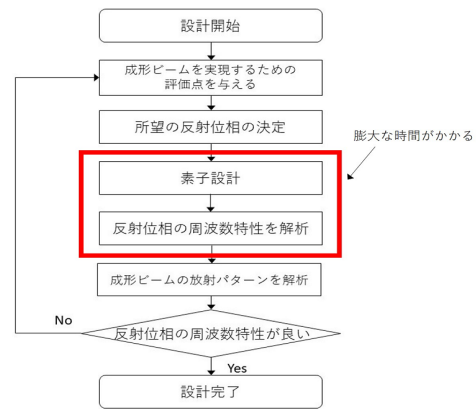 設計開始
成形ビームを実現するための
評価点を与える
所望の反射位相の決定
膨大な時間がかかる
素子設計
反射位相の周波数特性を解析
成形ビームの放射パターンを解析
No
反射位相の周波数特性が良い
Yes
設計完了